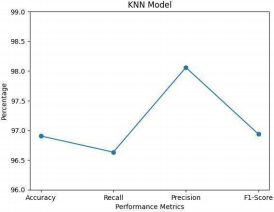 KNN Model
99.0
98.5
98.0
97.5
97.0
96.5
96.0
Percentage
Accuracy Recall Precision F1-Score
Performance Metrics